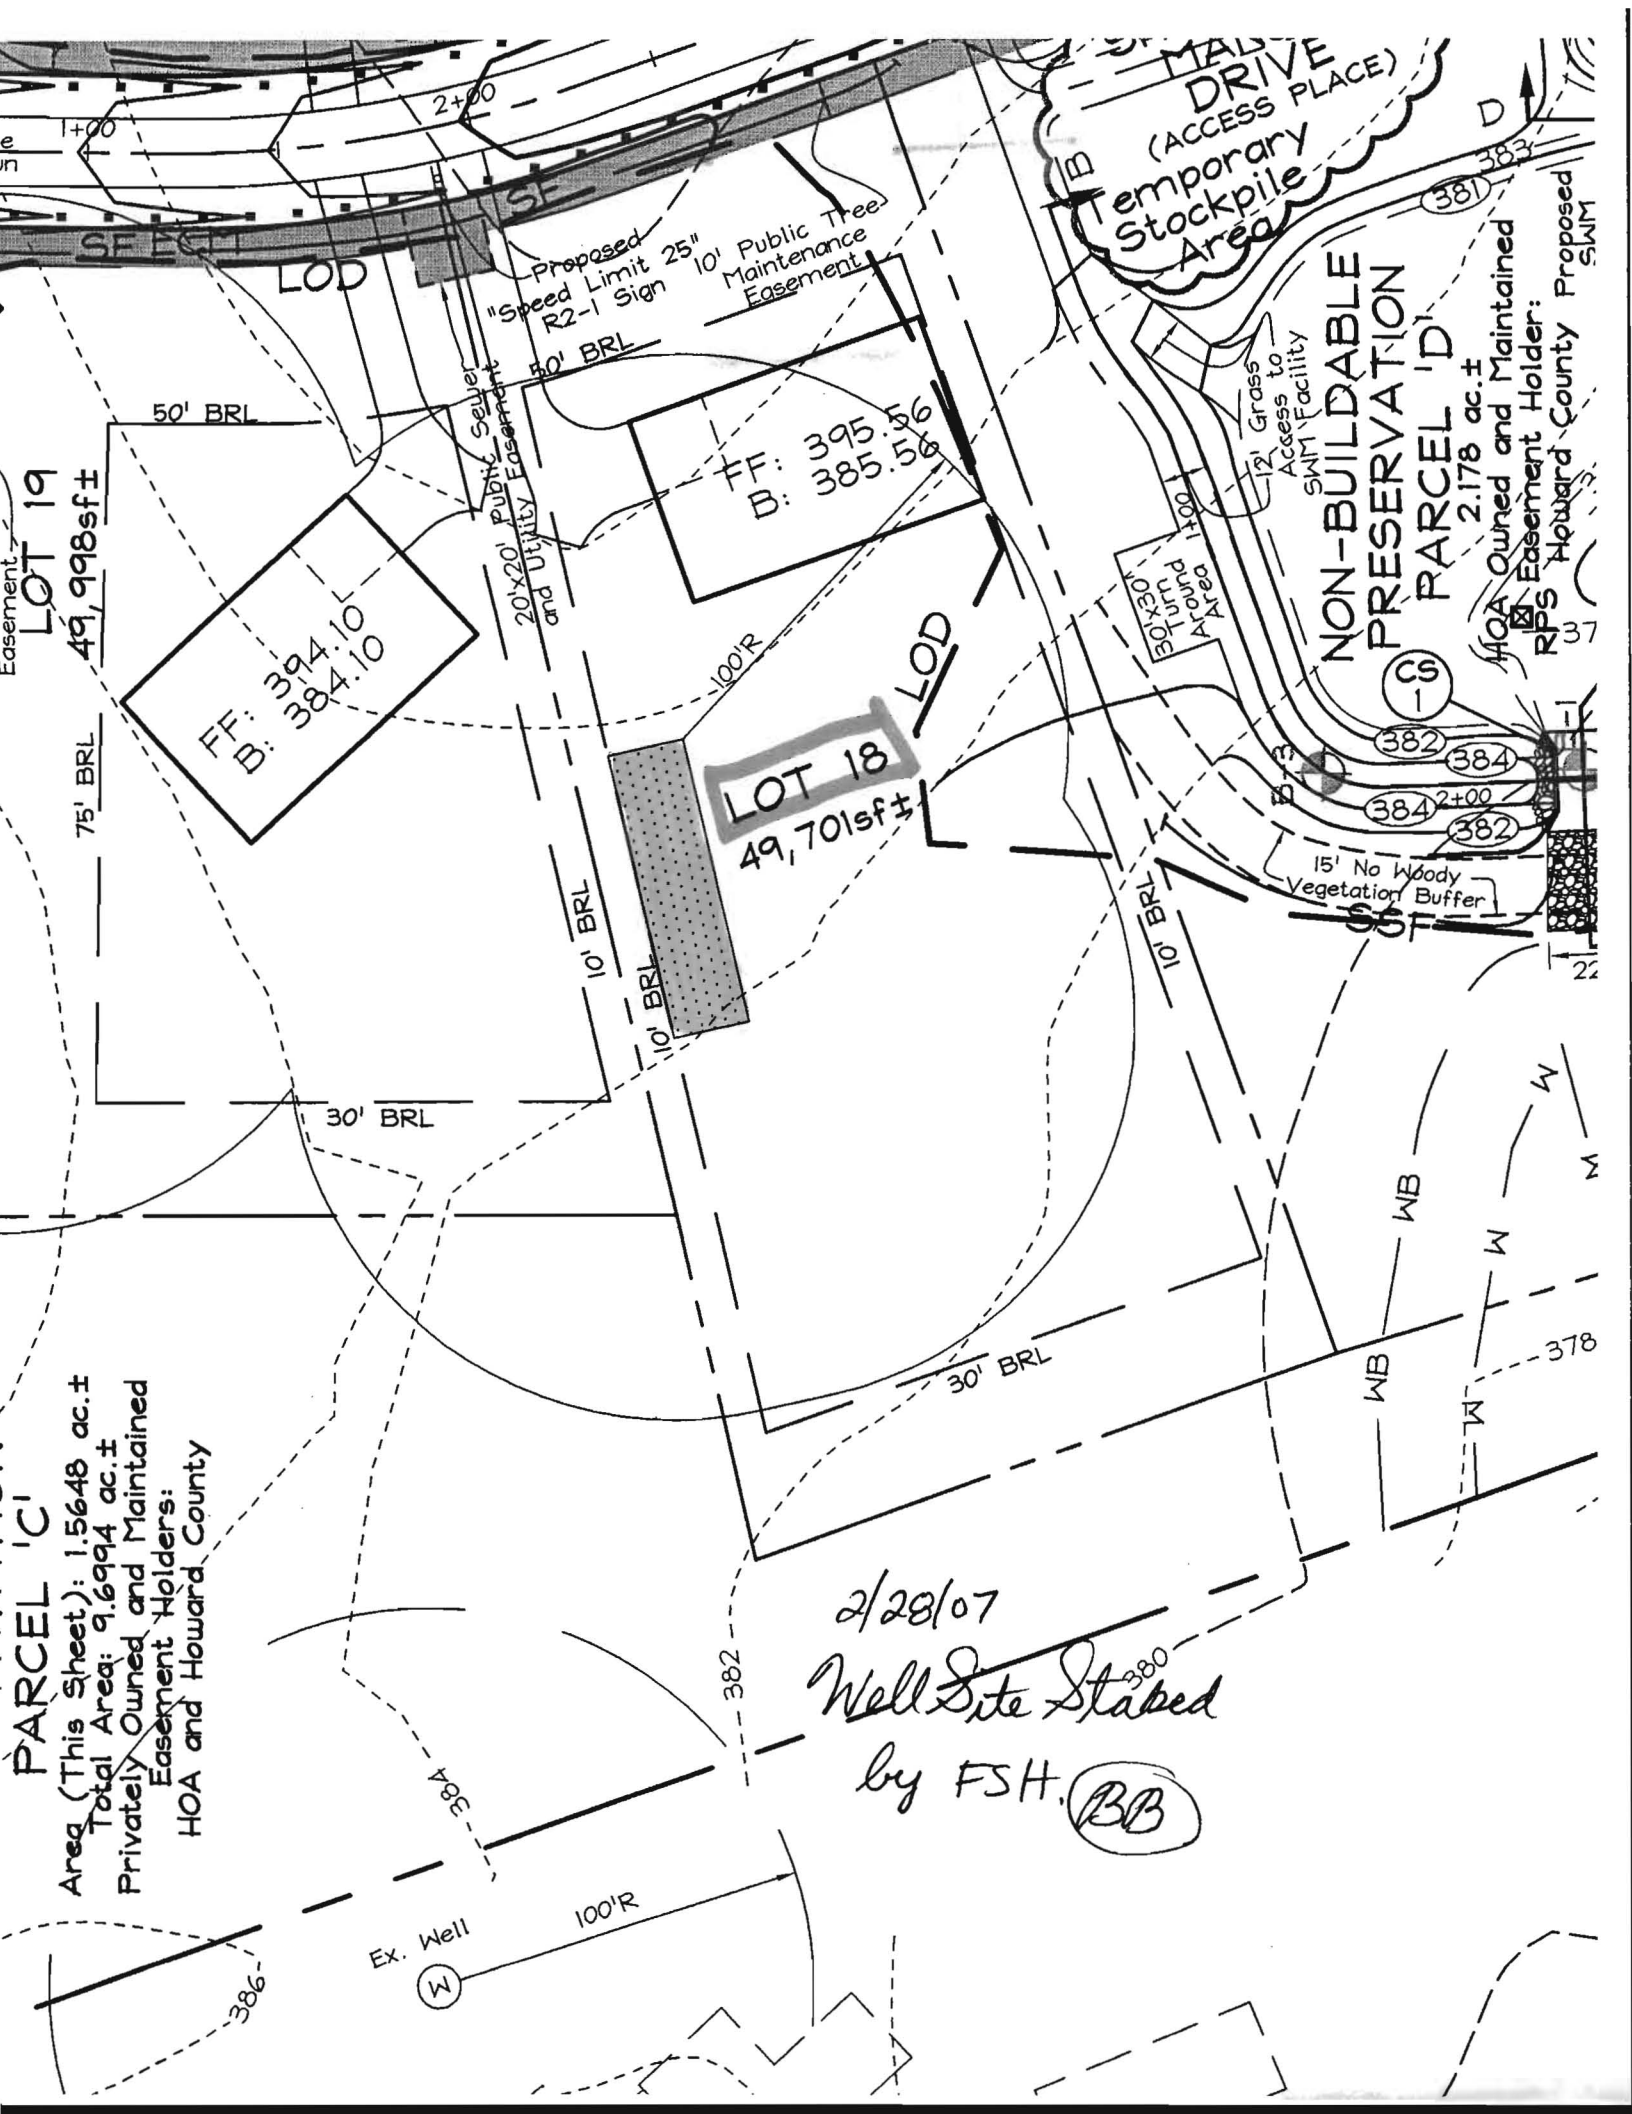 DRIVE
(ACCESS PLACE)
Temporary
Stockpile
Area
D
B
383
381
2+00
1+00
SF
LOD
Proposed
"Speed Limit 25"
R2-1 Sign
10' Public Tree
Maintenance
Easement
50' BRL
50' BRL
20'x20' Public Sewer
and Utility Easement
FF: 395.56
B: 385.56
FF: 394.10
B: 384.10
Easement
LOT 19
49,998sf±
75' BRL
100'R
LOD
LOT 18
49,701sf±
10' BRL
10' BRL
10' BRL
30' BRL
30' BRL
12' Grass
Access to
SWM Facility
1+00
30'x30'
Turn
Around
Area
NON-BUILDABLE
PRESERVATION
PARCEL 'D'
2.178 ac.±
HOA Owned and Maintained
RPS Easement Holder:
Howard County
Proposed
SWM
37
CS
1
B-3
382
384
384
2+00
382
15' No Woody
Vegetation Buffer
SSF
22
WB
WB
W
W
W
W
378
PARCEL 'C'
Area (This Sheet): 1.5648 ac.±
Total Area: 9.6994 ac.±
Privately Owned and Maintained
Easement Holders:
HOA and Howard County
2/28/07
Well Site Staked
by FSH. BB
380
382
384
386
Ex. Well
W
100'R